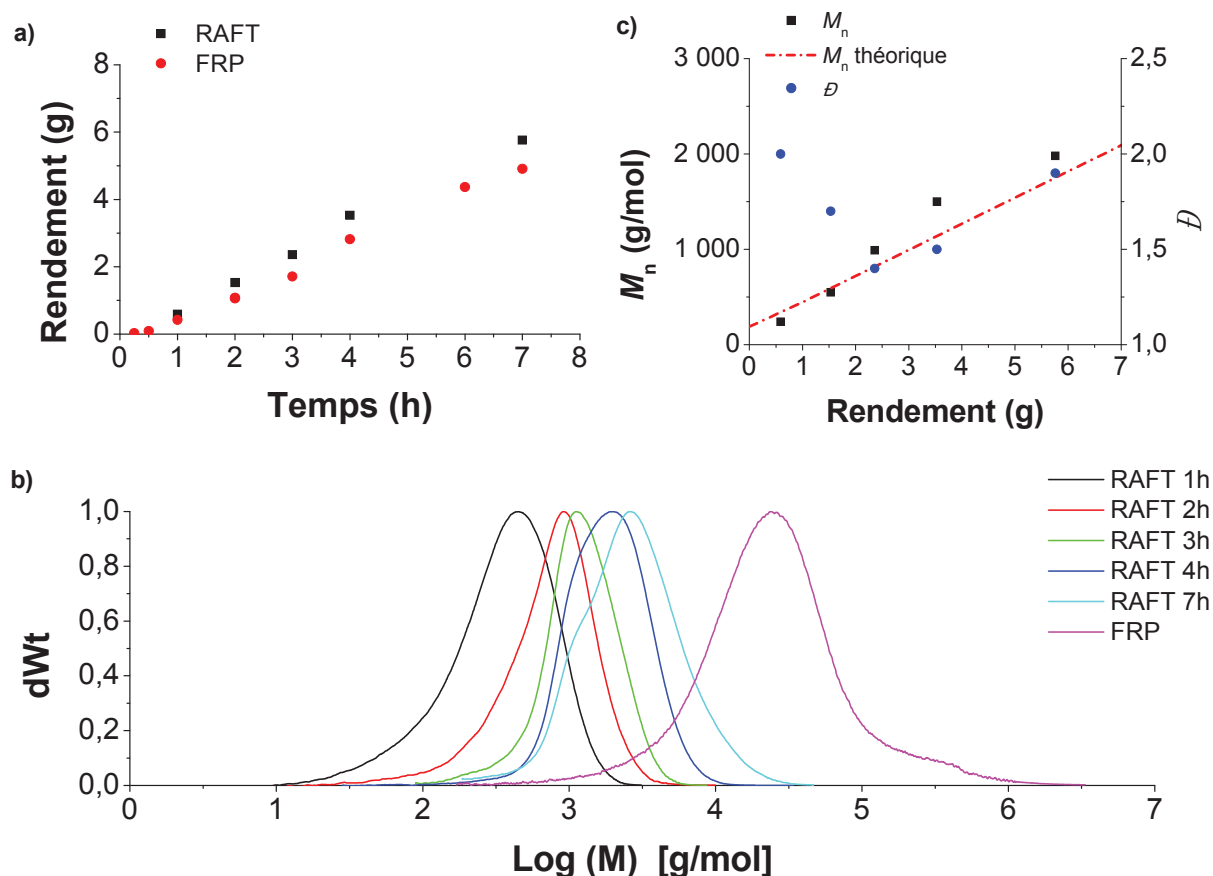 a)
RAFT
FRP
8
6
4
2
0
0 1 2 3 4 5 6 7 8
Rendement (g)
Temps (h)
c)
Mn
Mn théorique
Đ
3 000
2 000
1 000
0
2,5
2,0
1,5
1,0
0 1 2 3 4 5 6 7
Mn (g/mol)
Đ
Rendement (g)
b)
RAFT 1h
RAFT 2h
RAFT 3h
RAFT 4h
RAFT 7h
FRP
1,0
0,8
0,6
0,4
0,2
0,0
0 1 2 3 4 5 6 7
dWt
Log (M) [g/mol]